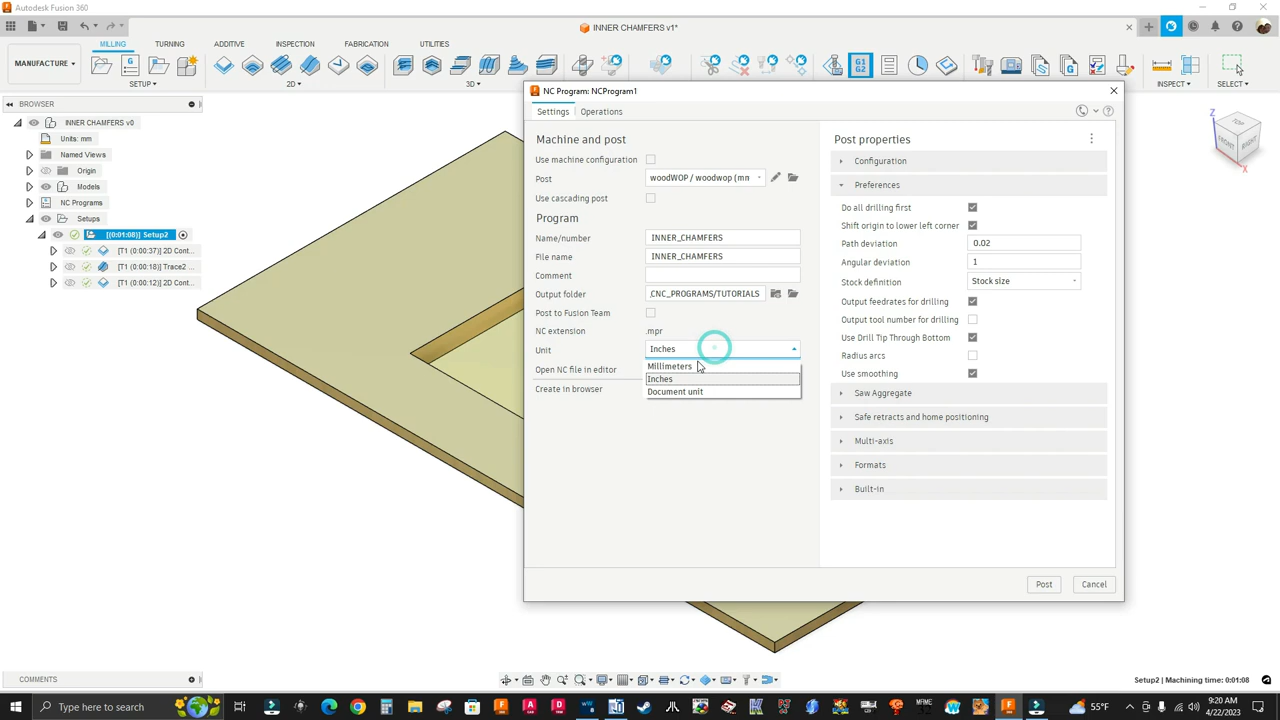 Autodesk Fusion 360
INNER CHAMFERS v1*
MILLING
TURNING
ADDITIVE
INSPECTION
FABRICATION
UTILITIES
MANUFACTURE
SETUP
2D
3D
INSPECT
SELECT
BROWSER
INNER CHAMFERS v0
Units: mm
Named Views
Origin
Models
NC Programs
Setups
[(0:01:08)] Setup2
[T1 (0:00:37)] 2D Cont...
[T1 (0:00:18)] Trace2 ...
[T1 (0:00:12)] 2D Cont...
NC Program: NCProgram1
Settings
Operations
Machine and post
Use machine configuration
Post
woodWOP / woodwop (mm
Use cascading post
Program
Name/number
INNER_CHAMFERS
File name
INNER_CHAMFERS
Comment
Output folder
CNC_PROGRAMS/TUTORIALS
Post to Fusion Team
NC extension
.mpr
Unit
Inches
Millimeters
Inches
Document unit
Open NC file in editor
Create in browser
Post properties
Configuration
Preferences
Do all drilling first
Shift origin to lower left corner
Path deviation
0.02
Angular deviation
1
Stock definition
Stock size
Output feedrates for drilling
Output tool number for drilling
Use Drill Tip Through Bottom
Radius arcs
Use smoothing
Saw Aggregate
Safe retracts and home positioning
Multi-axis
Formats
Built-in
Post
Cancel
Z
TOP
FRONT
RIGHT
X
COMMENTS
Setup2 | Machining time: 0:01:08
Type here to search
55°F
9:20 AM
4/22/2023